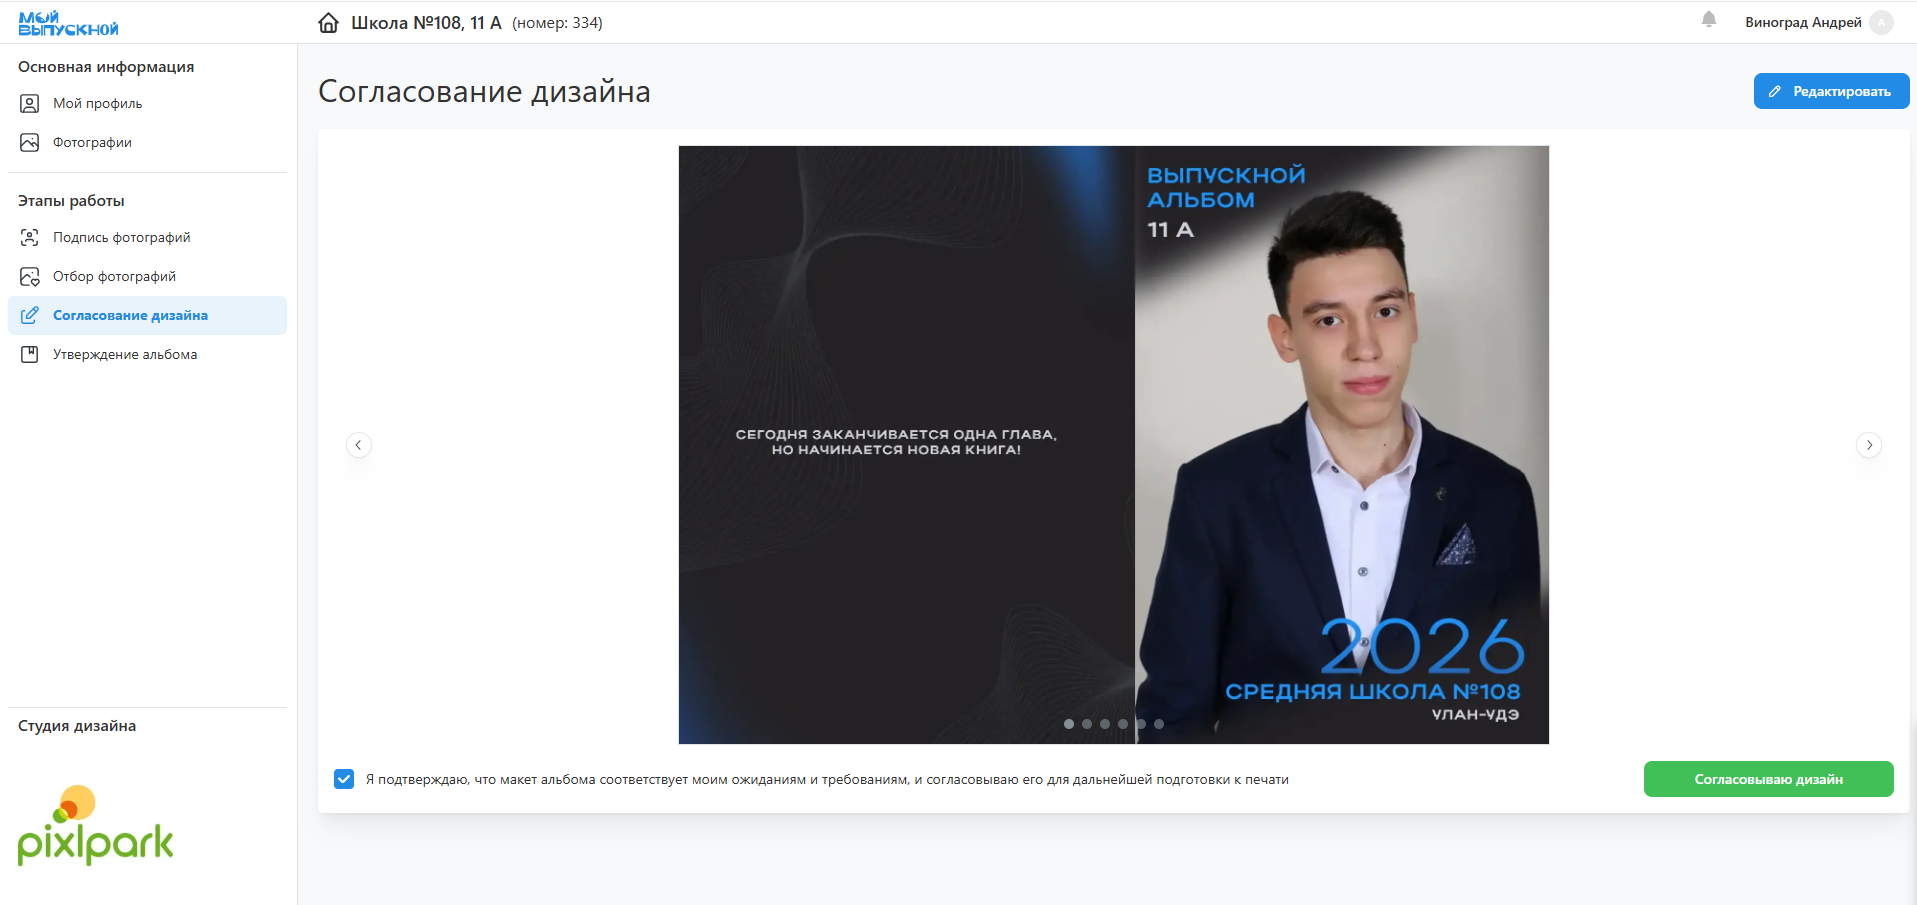 МОЙ
ВЫПУСКНОЙ
Школа №108, 11 А (номер: 334)
Виноград Андрей
А
Основная информация
Мой профиль
Фотографии
Этапы работы
Подпись фотографий
Отбор фотографий
Согласование дизайна
Утверждение альбома
Студия дизайна
pixlpark
Согласование дизайна
Редактировать
СЕГОДНЯ ЗАКАНЧИВАЕТСЯ ОДНА ГЛАВА,
НО НАЧИНАЕТСЯ НОВАЯ КНИГА!
ВЫПУСКНОЙ
АЛЬБОМ
11 А
2026
СРЕДНЯЯ ШКОЛА №108
УЛАН-УДЭ
Я подтверждаю, что макет альбома соответствует моим ожиданиям и требованиям, и согласовываю его для дальнейшей подготовки к печати
Согласовываю дизайн